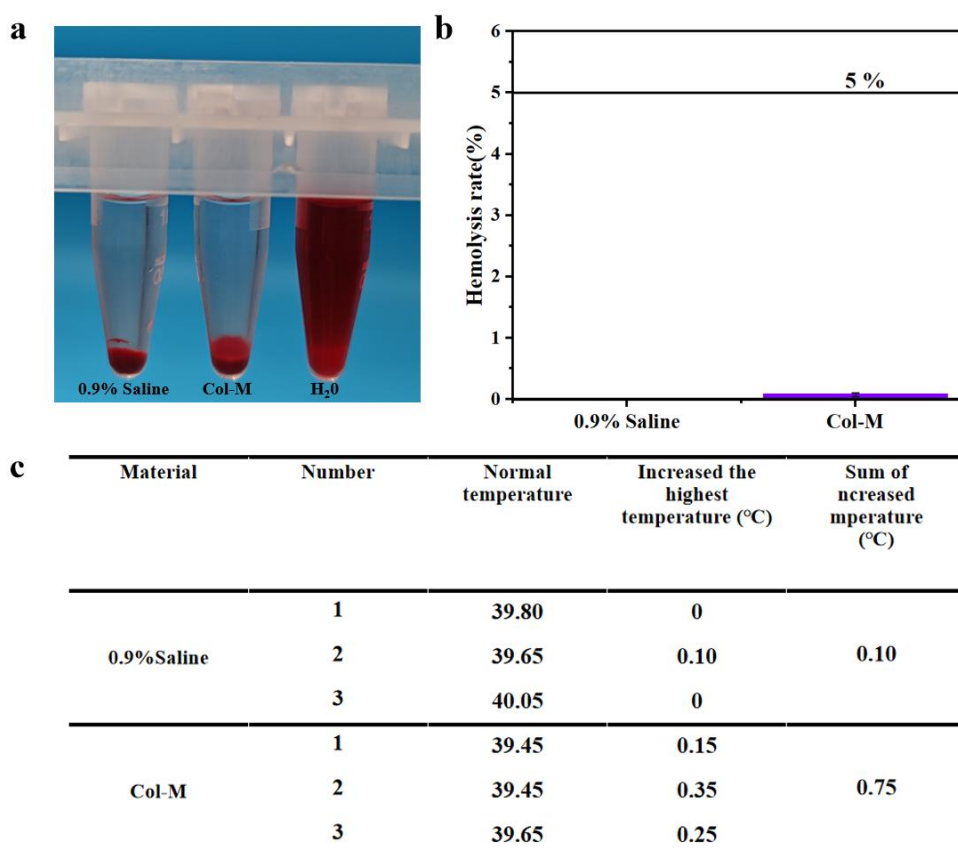 a
0.9% Saline Col-M H₂0
b
6
5 %
5
4
3
2
1
0
Hemolysis rate(%)
0.9% Saline Col-M
c
Material Number Normal Increased the Sum of
temperature highest ncreased
temperature (°C) mperature
(°C)
1 39.80 0
0.9%Saline 2 39.65 0.10 0.10
3 40.05 0
1 39.45 0.15
Col-M 2 39.45 0.35 0.75
3 39.65 0.25